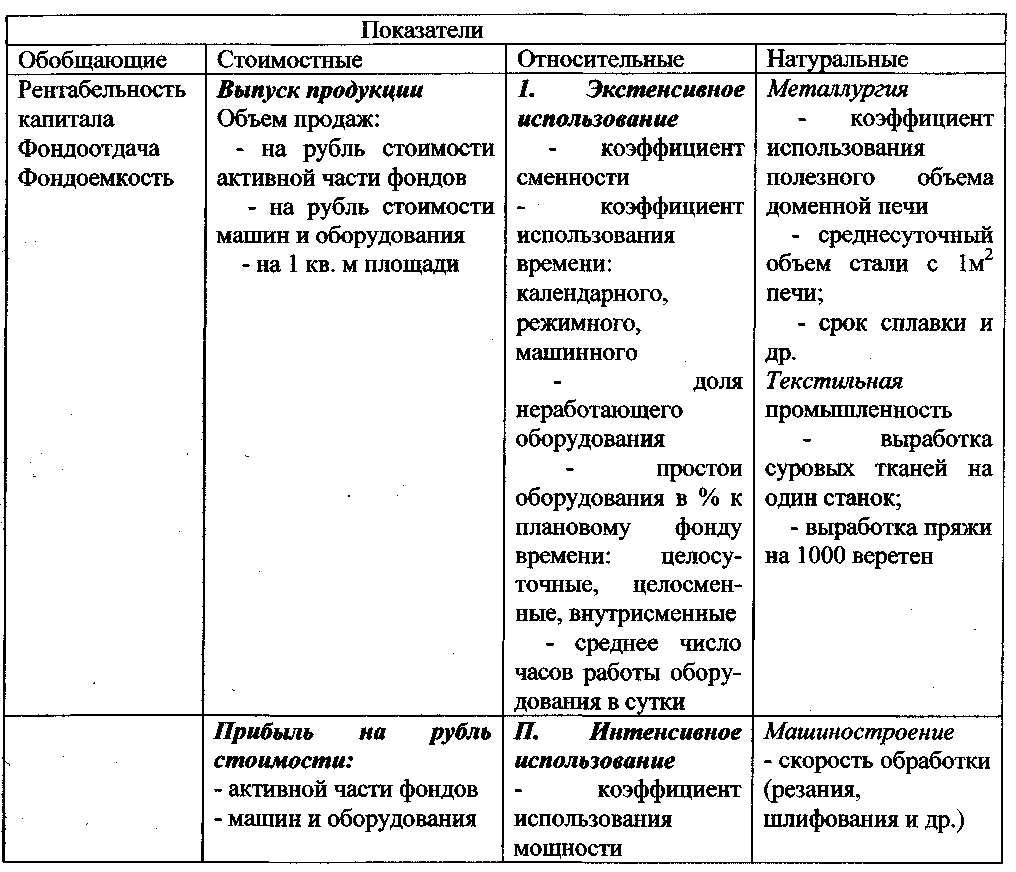 Показатели
Обобщающие
Стоимостные
Относительные
Натуральные
Рентабельность
капитала
Фондоотдача
Фондоемкость
Выпуск продукции
Объем продаж:
- на рубль стоимости
активной части фондов
- на рубль стоимости
машин и оборудования
- на 1 кв. м площади
I. Экстенсивное
использование
- коэффициент
сменности
- коэффициент
использования
времени:
календарного,
режимного,
машинного
- доля
неработающего
оборудования
- простои
оборудования в % к
плановому фонду
времени: целосу-
точные, целосмен-
ные, внутрисменные
- среднее число
часов работы обору-
дования в сутки
Металлургия
- коэффициент
использования
полезного объема
доменной печи
- среднесуточный
объем стали с 1м²
печи;
- срок сплавки и
др.
Текстильная
промышленность
- выработка
суровых тканей на
один станок;
- выработка пряжи
на 1000 веретен
Прибыль на рубль
стоимости:
- активной части фондов
- машин и оборудования
П. Интенсивное
использование
- коэффициент
использования
мощности
Машиностроение
- скорость обработки
(резания,
шлифования и др.)